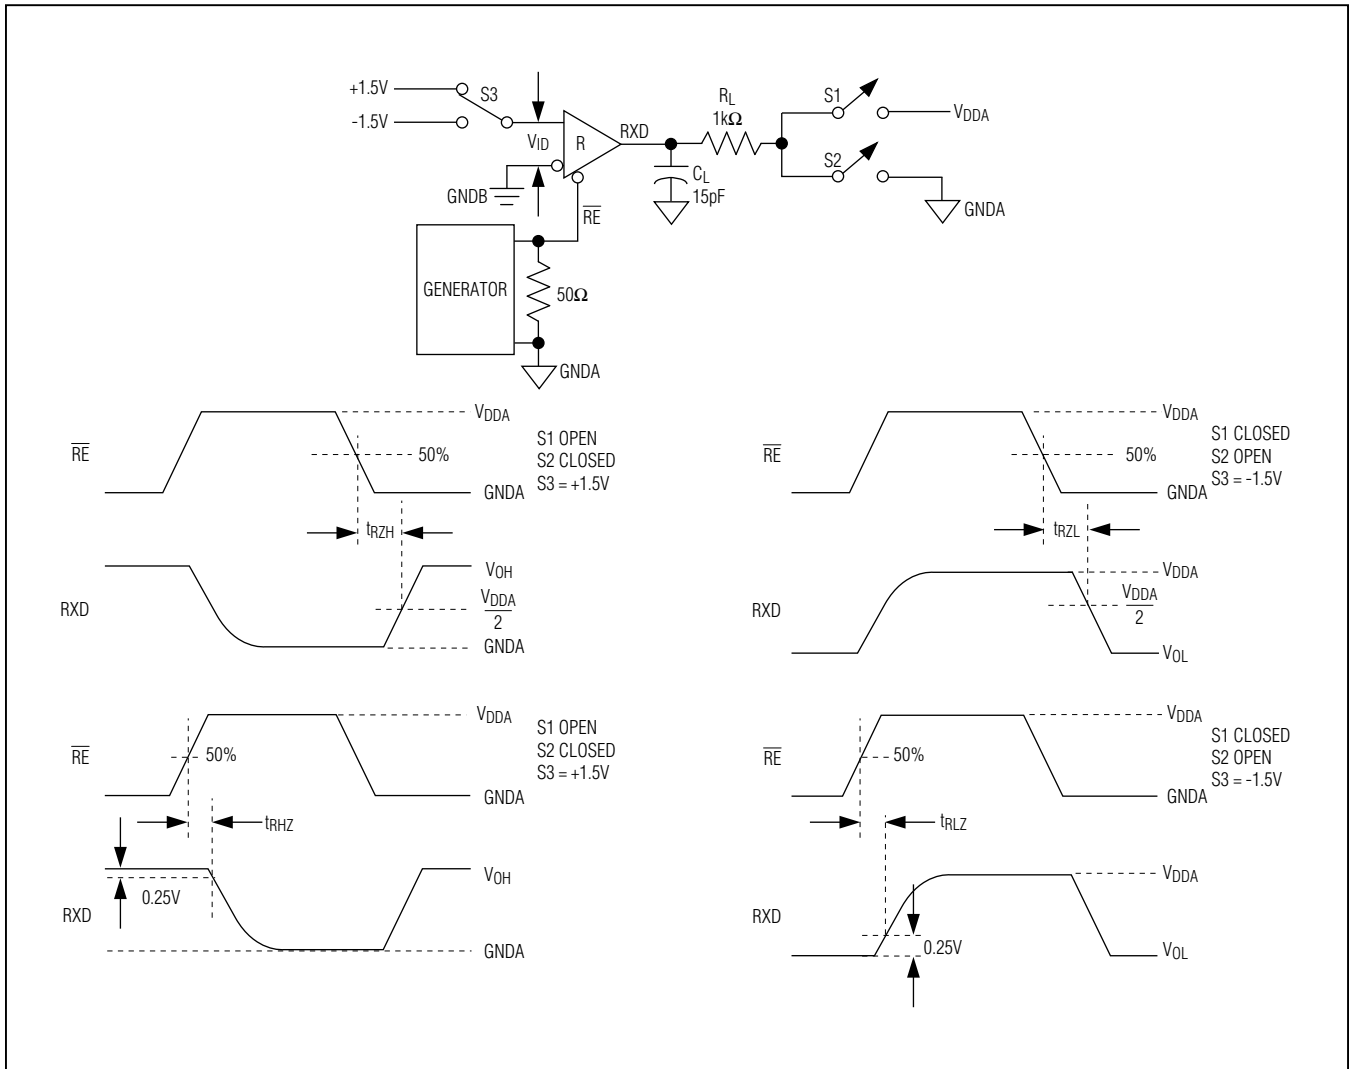 +1.5V
-1.5V
S3
VID
R
RXD
RL
1kΩ
S1
VDDA
S2
CL
15pF
GNDA
GNDB
RE
GENERATOR
50Ω
GNDA
RE
VDDA
50%
GNDA
S1 OPEN
S2 CLOSED
S3 = +1.5V
tRZH
RXD
VOH
VDDA
2
GNDA
RE
VDDA
50%
GNDA
S1 CLOSED
S2 OPEN
S3 = -1.5V
tRZL
RXD
VDDA
VDDA
2
VOL
RE
VDDA
50%
GNDA
S1 OPEN
S2 CLOSED
S3 = +1.5V
tRHZ
RXD
0.25V
VOH
GNDA
RE
VDDA
50%
GNDA
S1 CLOSED
S2 OPEN
S3 = -1.5V
tRLZ
RXD
VDDA
0.25V
VOL